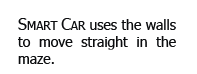 SMART CAR uses the walls
to move straight in the
maze.